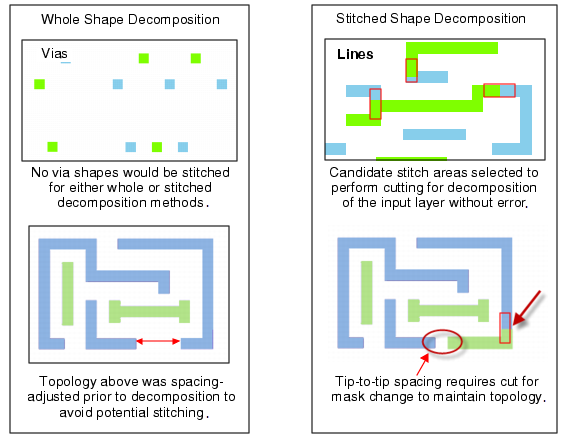 Whole Shape Decomposition
Vias
No via shapes would be stitched
for either whole or stitched
decomposition methods.
Topology above was spacing-
adjusted prior to decomposition to
avoid potential stitching.
Stitched Shape Decomposition
Lines
Candidate stitch areas selected to
perform cutting for decomposition
of the input layer without error.
Tip-to-tip spacing requires cut for
mask change to maintain topology.